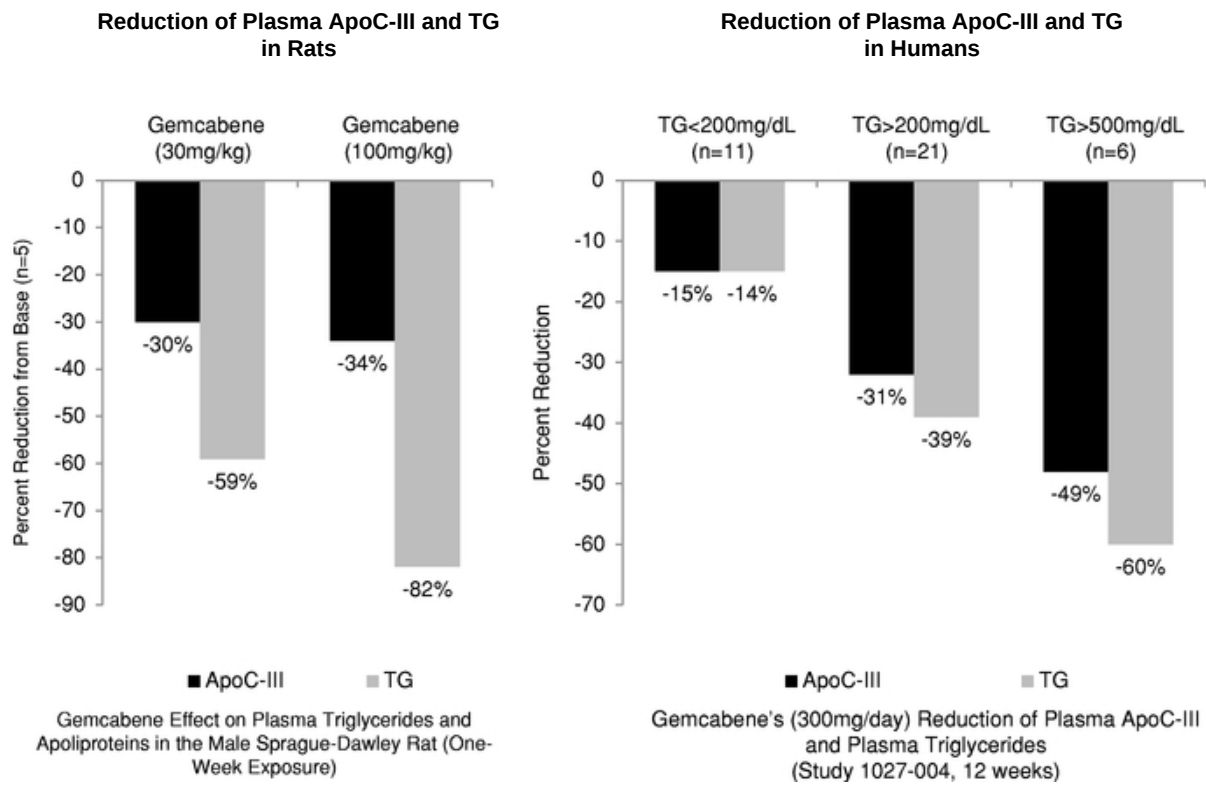 Reduction of Plasma ApoC-III and TG
in Rats
Gemcabene
(30mg/kg)
Gemcabene
(100mg/kg)
Percent Reduction from Base (n=5)
0
-10
-20
-30
-40
-50
-60
-70
-80
-90
-30%
-59%
-34%
-82%
ApoC-III
TG
Gemcabene Effect on Plasma Triglycerides and
Apoliproteins in the Male Sprague-Dawley Rat (One-
Week Exposure)
Reduction of Plasma ApoC-III and TG
in Humans
TG<200mg/dL
(n=11)
TG>200mg/dL
(n=21)
TG>500mg/dL
(n=6)
Percent Reduction
0
-10
-20
-30
-40
-50
-60
-70
-15%
-14%
-31%
-39%
-49%
-60%
ApoC-III
TG
Gemcabene's (300mg/day) Reduction of Plasma ApoC-III
and Plasma Triglycerides
(Study 1027-004, 12 weeks)